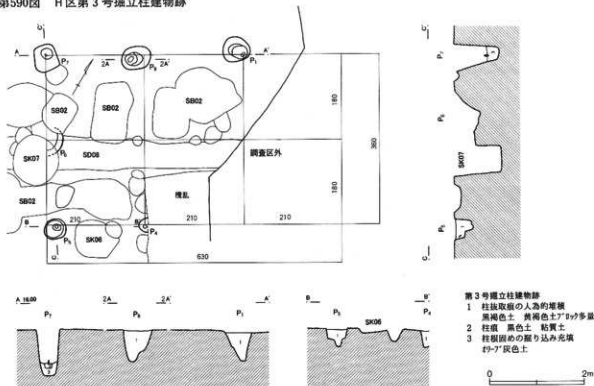 第590図 H区第3号掘立柱建物跡
C
C'
A
P7
2A
P8
2A'
P1
A'
SB02
SB02
SB02
180
360
180
SK07
P6
SD08
調査区外
SB02
210
撹乱
210
210
B
P5
SK06
B'
P4
C'
630
C
P7
P6
SK07
P5
C'
A 16.00
2A
2A'
A'
P7
P8
P1
B
B'
P5
SK06
P4
第3号掘立柱建物跡
1 柱抜取痕の人為的堆積
黒褐色土 黄褐色土ブロック多量
2 柱痕 黒色土 粘質土
3 柱根固めの掘り込み充填
オリーブ灰色土
0 2m